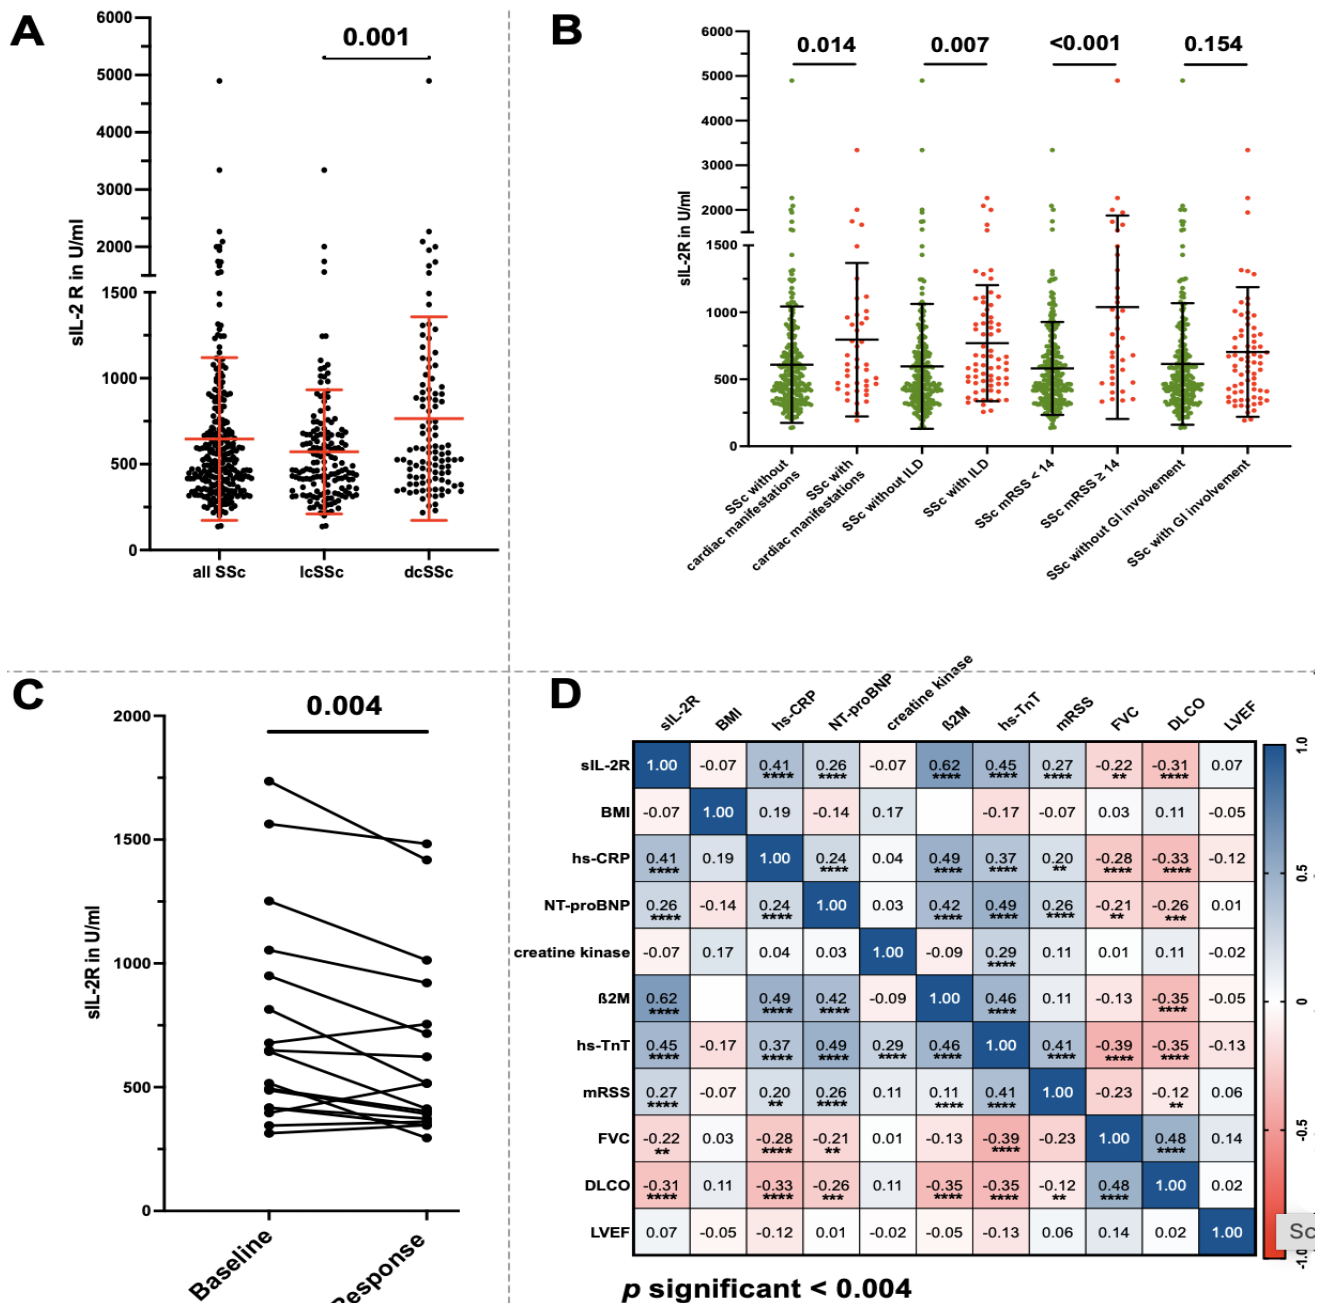 A
6000
5000
4000
3000
2000
1500
1000
500
0
sIL-2 R in U/ml
0.001
all SSc
lcSSc
dcSSc
B
6000
5000
4000
3000
2000
1500
1000
500
0
sIL-2R in U/ml
0.014
0.007
<0.001
0.154
SSc without
cardiac manifestations
SSc with
cardiac manifestations
SSc without ILD
SSc with ILD
SSc mRSS < 14
SSc mRSS ≥ 14
SSc without GI involvement
SSc with GI involvement
C
0.004
2000
1500
1000
500
0
sIL-2R in U/ml
Baseline
Response
D
sIL-2R BMI hs-CRP NT-proBNP creatine kinase ß2M hs-TnT mRSS FVC DLCO LVEF
sIL-2R 1.00 -0.07 0.41 0.26 -0.07 0.62 0.45 0.27 -0.22 -0.31 0.07
**** **** **** **** **** ** ****
BMI -0.07 1.00 0.19 -0.14 0.17 -0.17 -0.07 0.03 0.11 -0.05
hs-CRP 0.41 0.19 1.00 0.24 0.04 0.49 0.37 0.20 -0.28 -0.33 -0.12
**** **** **** **** ** **** ****
NT-proBNP 0.26 -0.14 0.24 1.00 0.03 0.42 0.49 0.26 -0.21 -0.26 0.01
**** **** **** **** **** ** ***
creatine kinase -0.07 0.17 0.04 0.03 1.00 -0.09 0.29 0.11 0.01 0.11 -0.02
****
ß2M 0.62 0.49 0.42 -0.09 1.00 0.46 0.11 -0.13 -0.35 -0.05
**** **** **** **** ****
hs-TnT 0.45 -0.17 0.37 0.49 0.29 0.46 1.00 0.41 -0.39 -0.35 -0.13
**** **** **** **** **** **** **** ****
mRSS 0.27 -0.07 0.20 0.26 0.11 0.11 0.41 1.00 -0.23 -0.12 0.06
**** ** **** **** **** **
FVC -0.22 0.03 -0.28 -0.21 0.01 -0.13 -0.39 -0.23 1.00 0.48 0.14
** **** ** **** ****
DLCO -0.31 0.11 -0.33 -0.26 0.11 -0.35 -0.35 -0.12 0.48 1.00 0.02
**** **** *** **** **** ** ****
LVEF 0.07 -0.05 -0.12 0.01 -0.02 -0.05 -0.13 0.06 0.14 0.02 1.00
1.0
0.5
0
-0.5
-1.0
Sc
p significant < 0.004